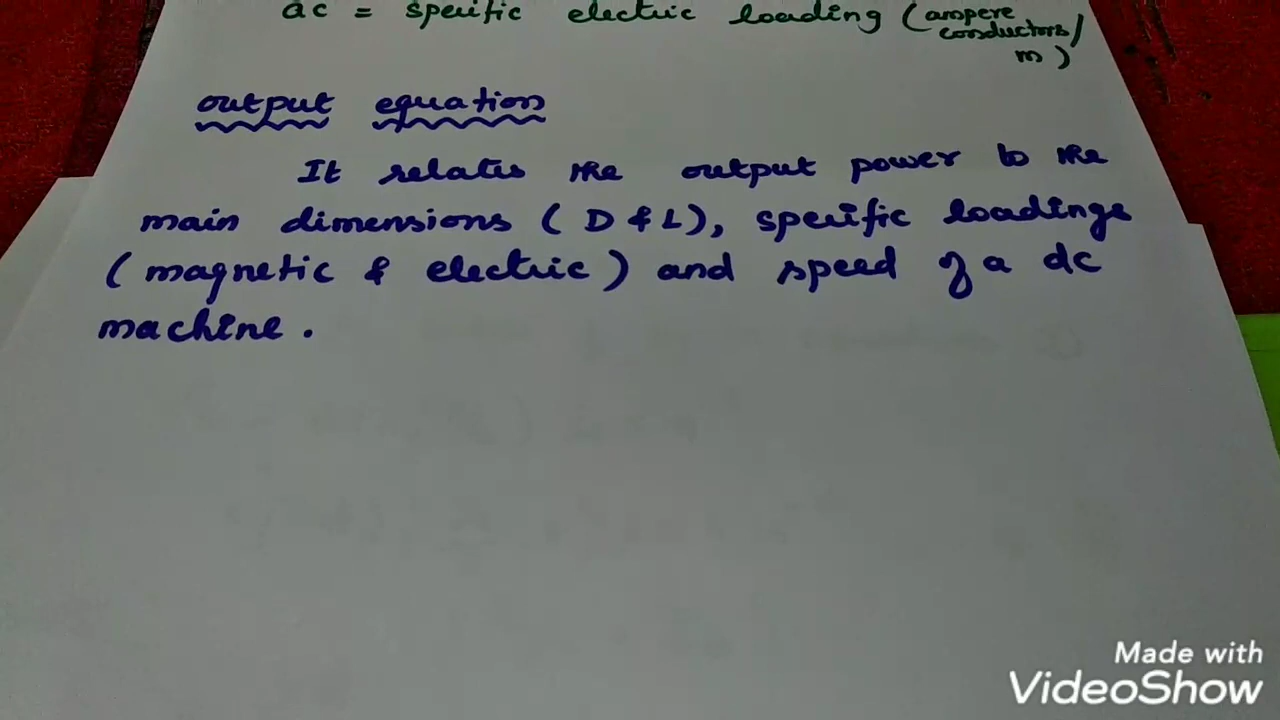 ac = specific electric loading (ampere conductors/m)
output equation
It relates the output power to the
main dimensions (D & L), specific loadings
(magnetic & electric) and speed of a dc
machine.
Made with
VideoShow